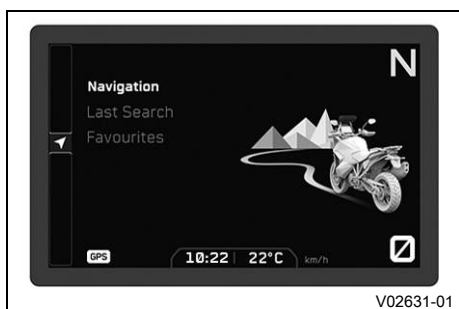 N
Navigation
Last Search
Favourites
GPS
10:22 22°C km/h
0
V02631-01